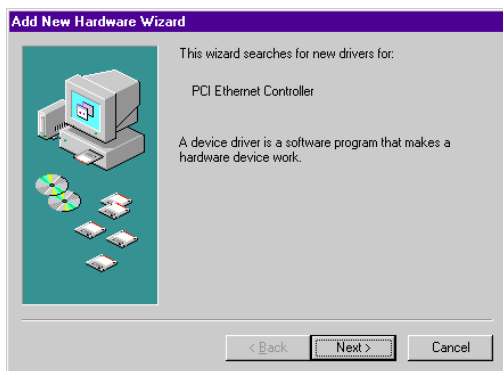 Add New Hardware Wizard
This wizard searches for new drivers for:
PCI Ethernet Controller
A device driver is a software program that makes a
hardware device work.
< Back
Next >
Cancel